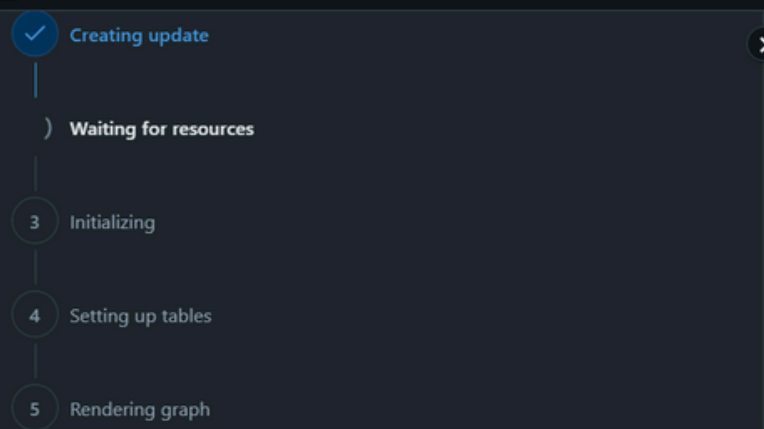 Creating update
Waiting for resources
3 Initializing
4 Setting up tables
5 Rendering graph